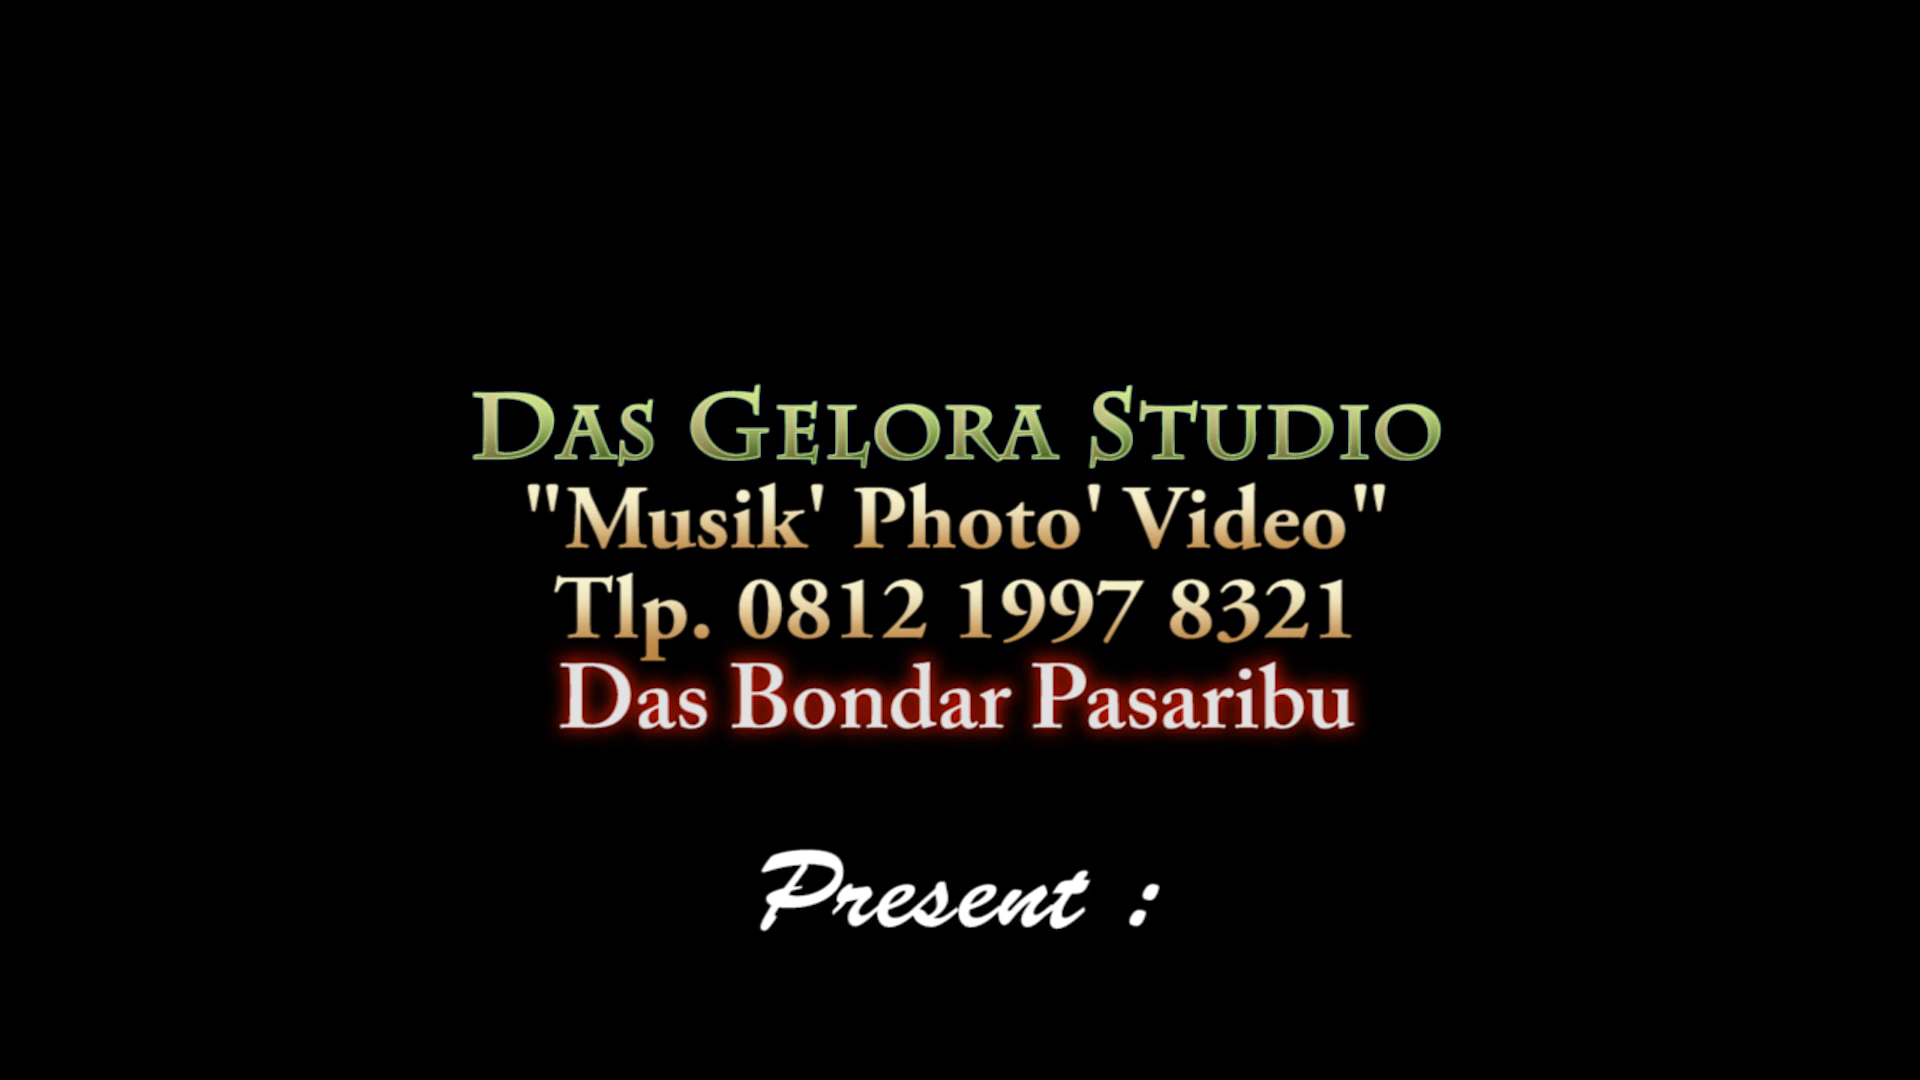 Das Gelora Studio
"Musik' Photo' Video"
Tlp. 0812 1997 8321
Das Bondar Pasaribu
Present :